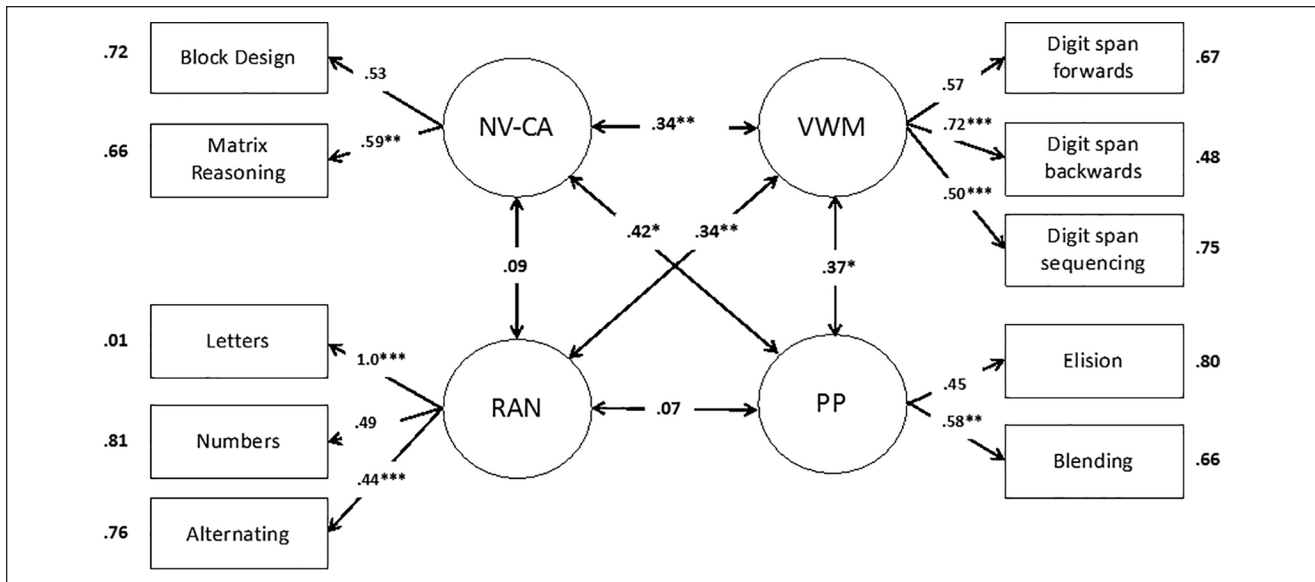 .72
Block Design
.53
.66
Matrix
Reasoning
.59**
NV-CA
.34**
VWM
.57
Digit span
forwards
.67
.72***
Digit span
backwards
.48
.50***
Digit span
sequencing
.75
.09
.42*
.34**
.37*
.01
Letters
1.0***
.81
Numbers
.49
.76
Alternating
.44***
RAN
.07
PP
.45
Elision
.80
.58**
Blending
.66